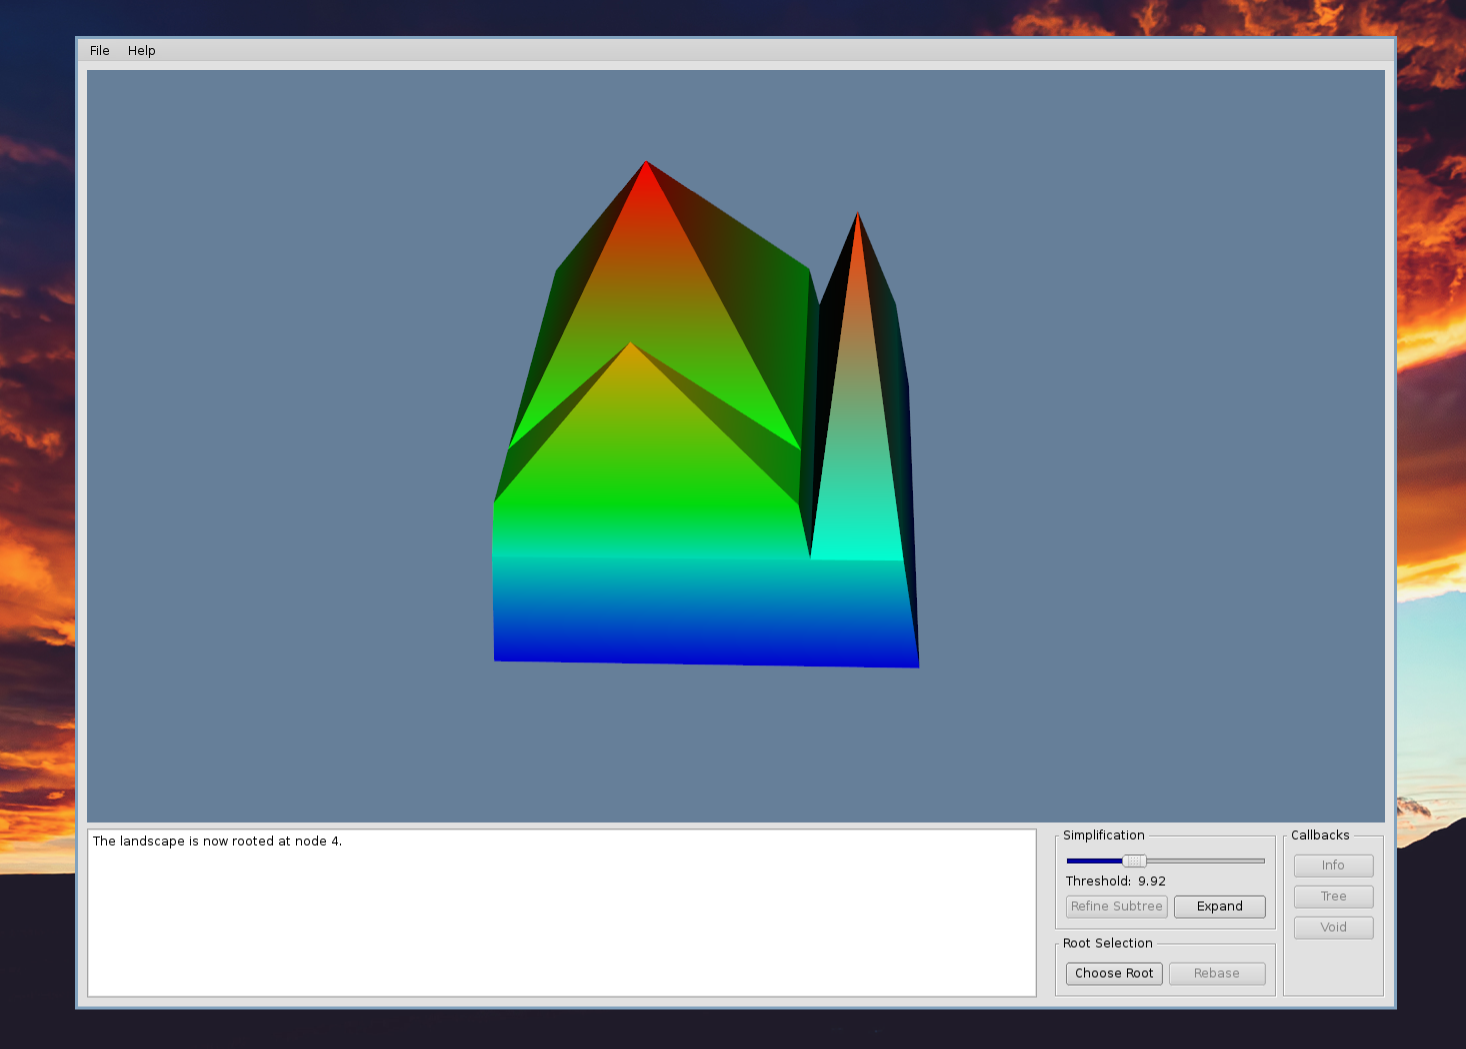 File Help
The landscape is now rooted at node 4.
Simplification
Threshold: 9.92
Refine Subtree Expand
Root Selection
Choose Root Rebase
Callbacks
Info
Tree
Void